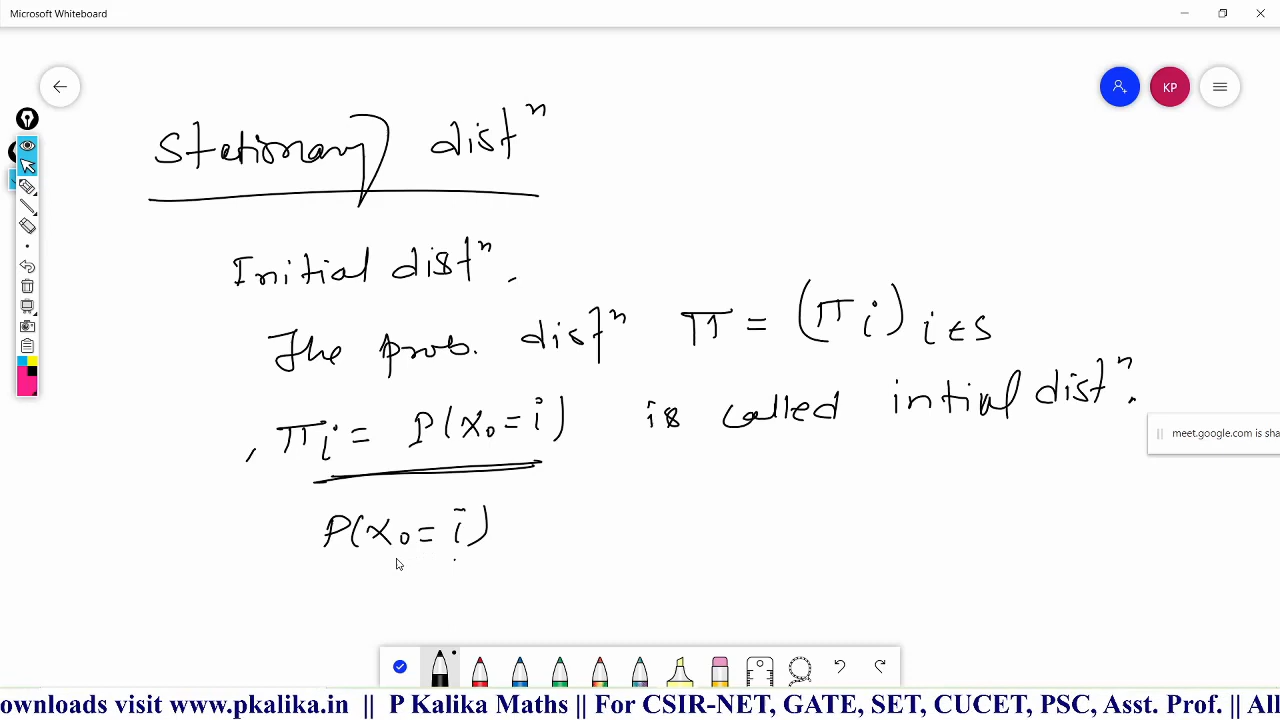 Microsoft Whiteboard
KP
Stationary distⁿ
Initial distⁿ.
The prob. distⁿ π = (πi) i∈S
, πi = P(X₀=i) is called intial distⁿ.
meet.google.com is sha
P(X₀=i)
ownloads visit www.pkalika.in || P Kalika Maths || For CSIR-NET, GATE, SET, CUCET, PSC, Asst. Prof. || All